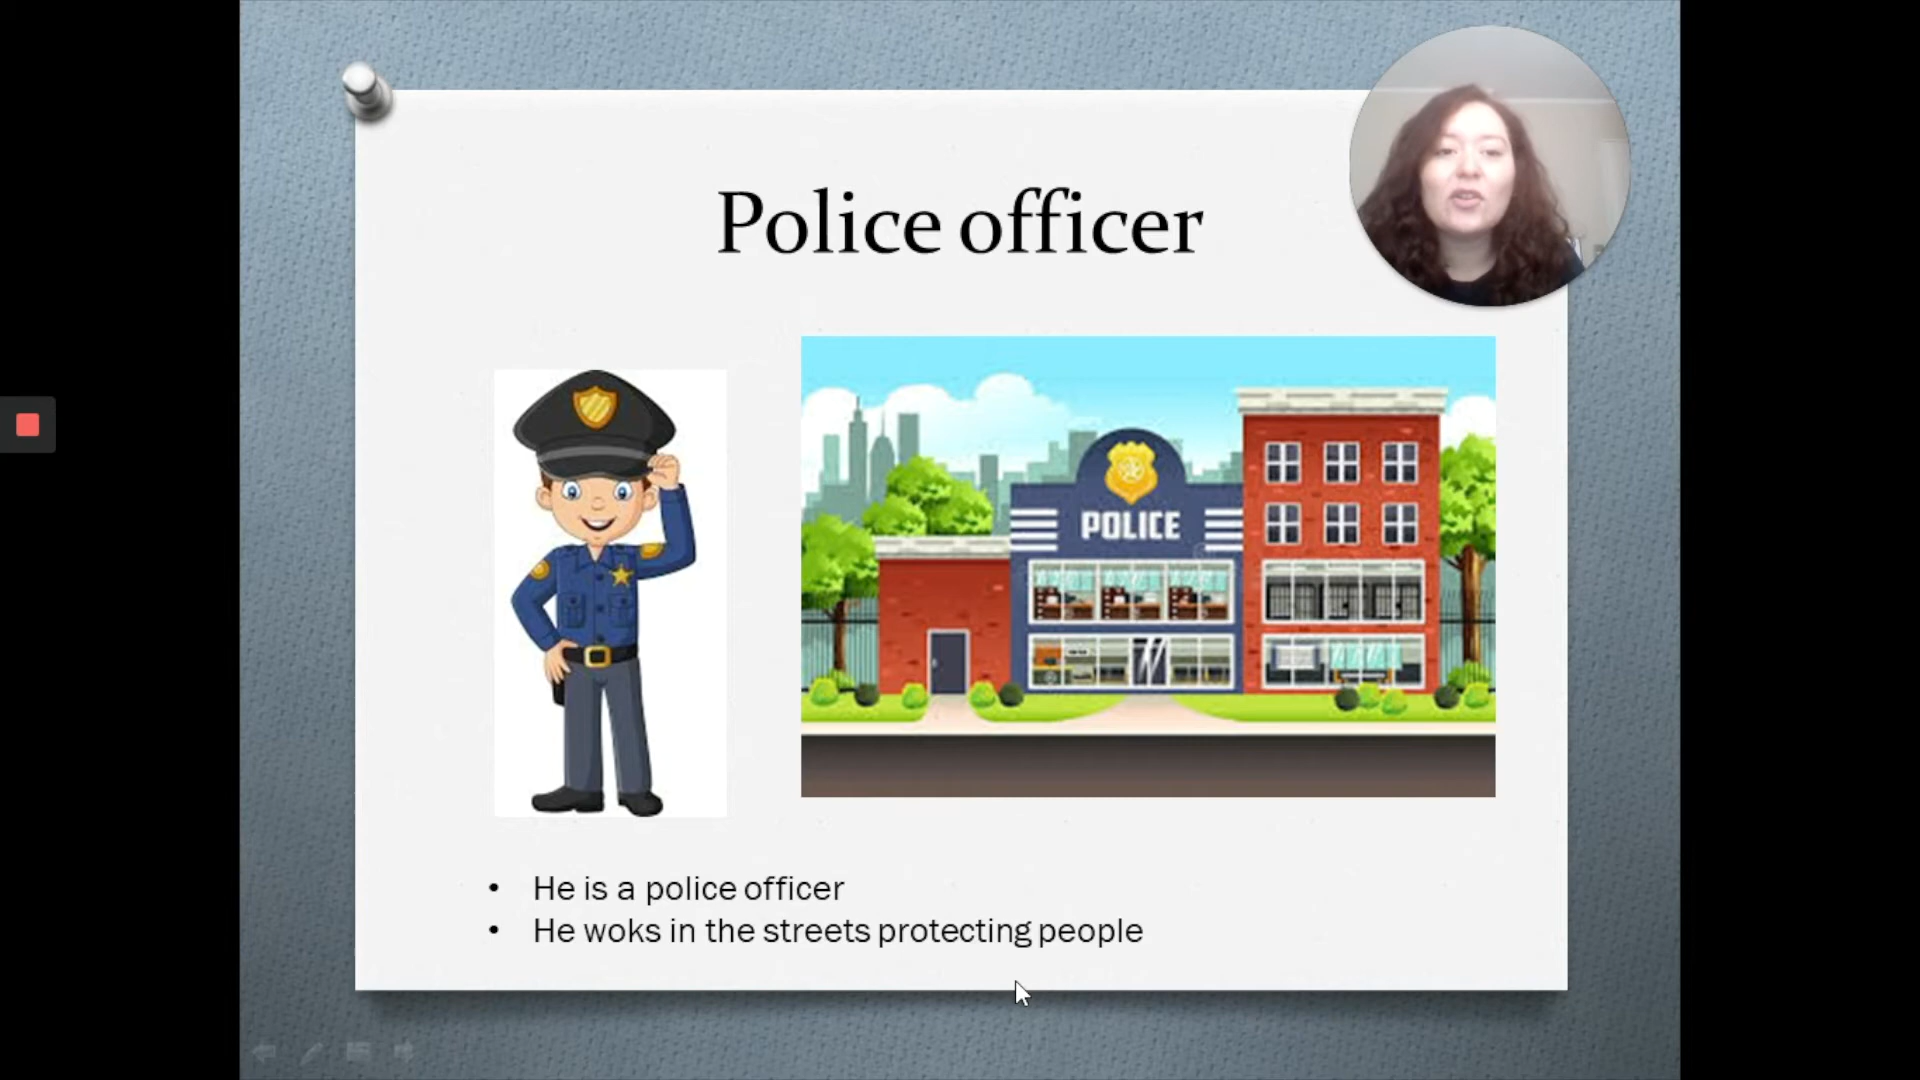 Police officer
POLICE
• He is a police officer
• He woks in the streets protecting people